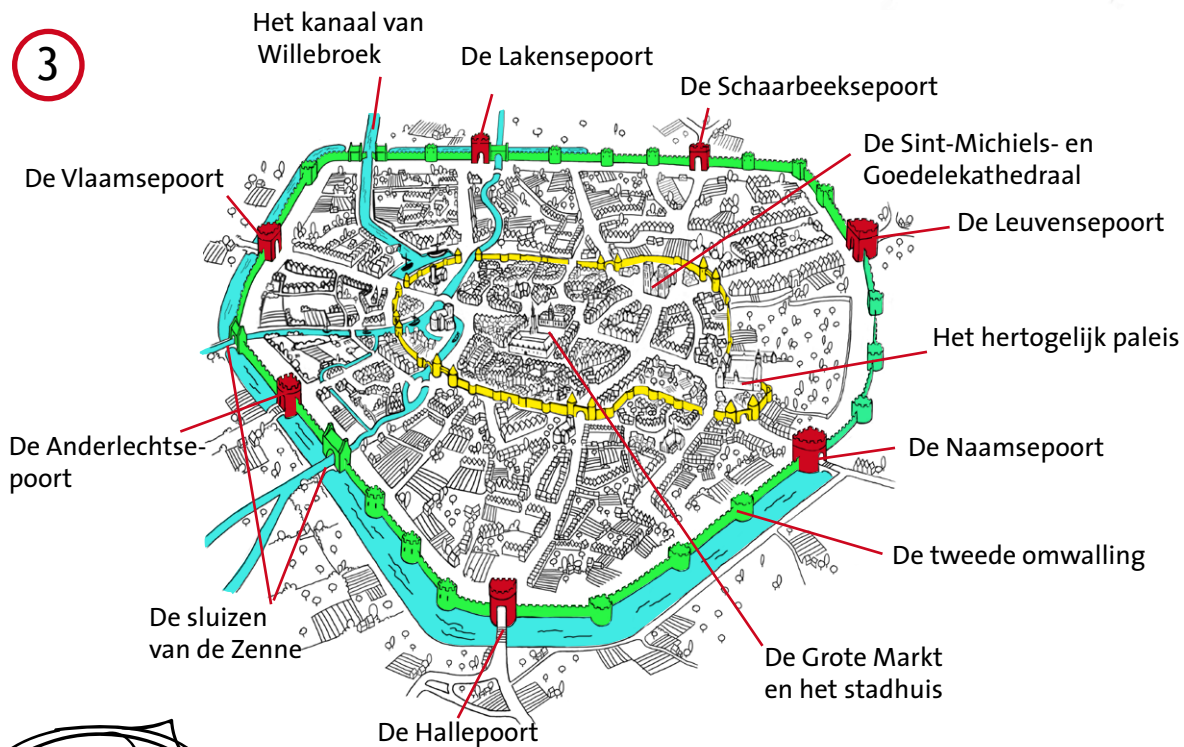 3
Het kanaal van
Willebroek
De Lakensepoort
De Schaarbeeksepoort
De Sint-Michiels- en
Goedelekathedraal
De Vlaamsepoort
De Leuvensepoort
Het hertogelijk paleis
De Anderlechtse-
poort
De Naamsepoort
De tweede omwalling
De sluizen
van de Zenne
De Grote Markt
en het stadhuis
De Hallepoort